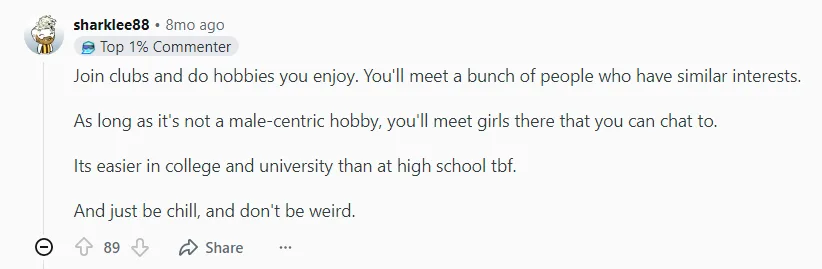 sharklee88 • 8mo ago
Top 1% Commenter
Join clubs and do hobbies you enjoy. You'll meet a bunch of people who have similar interests.
As long as it's not a male-centric hobby, you'll meet girls there that you can chat to.
Its easier in college and university than at high school tbf.
And just be chill, and don't be weird.
89 Share ...